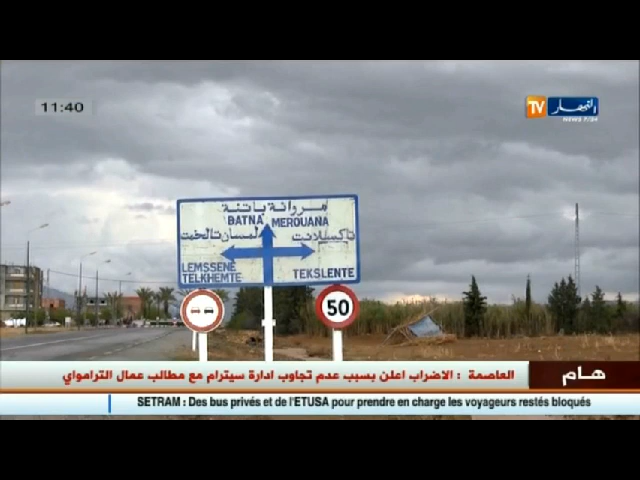 11:40
TV النهار
NEWS 7/24
مروانة باتنة
BATNA MEROUANA
تاكسلانت لمسان تالخمت
LEMSSENE
TELKHEMTE
TEKSLENTE
50
هــام
العاصمة : الاضراب اعلن بسبب عدم تجاوب ادارة سيترام مع مطالب عمال الترامواي
SETRAM : Des bus privés et de l'ETUSA pour prendre en charge les voyageurs restés bloqués